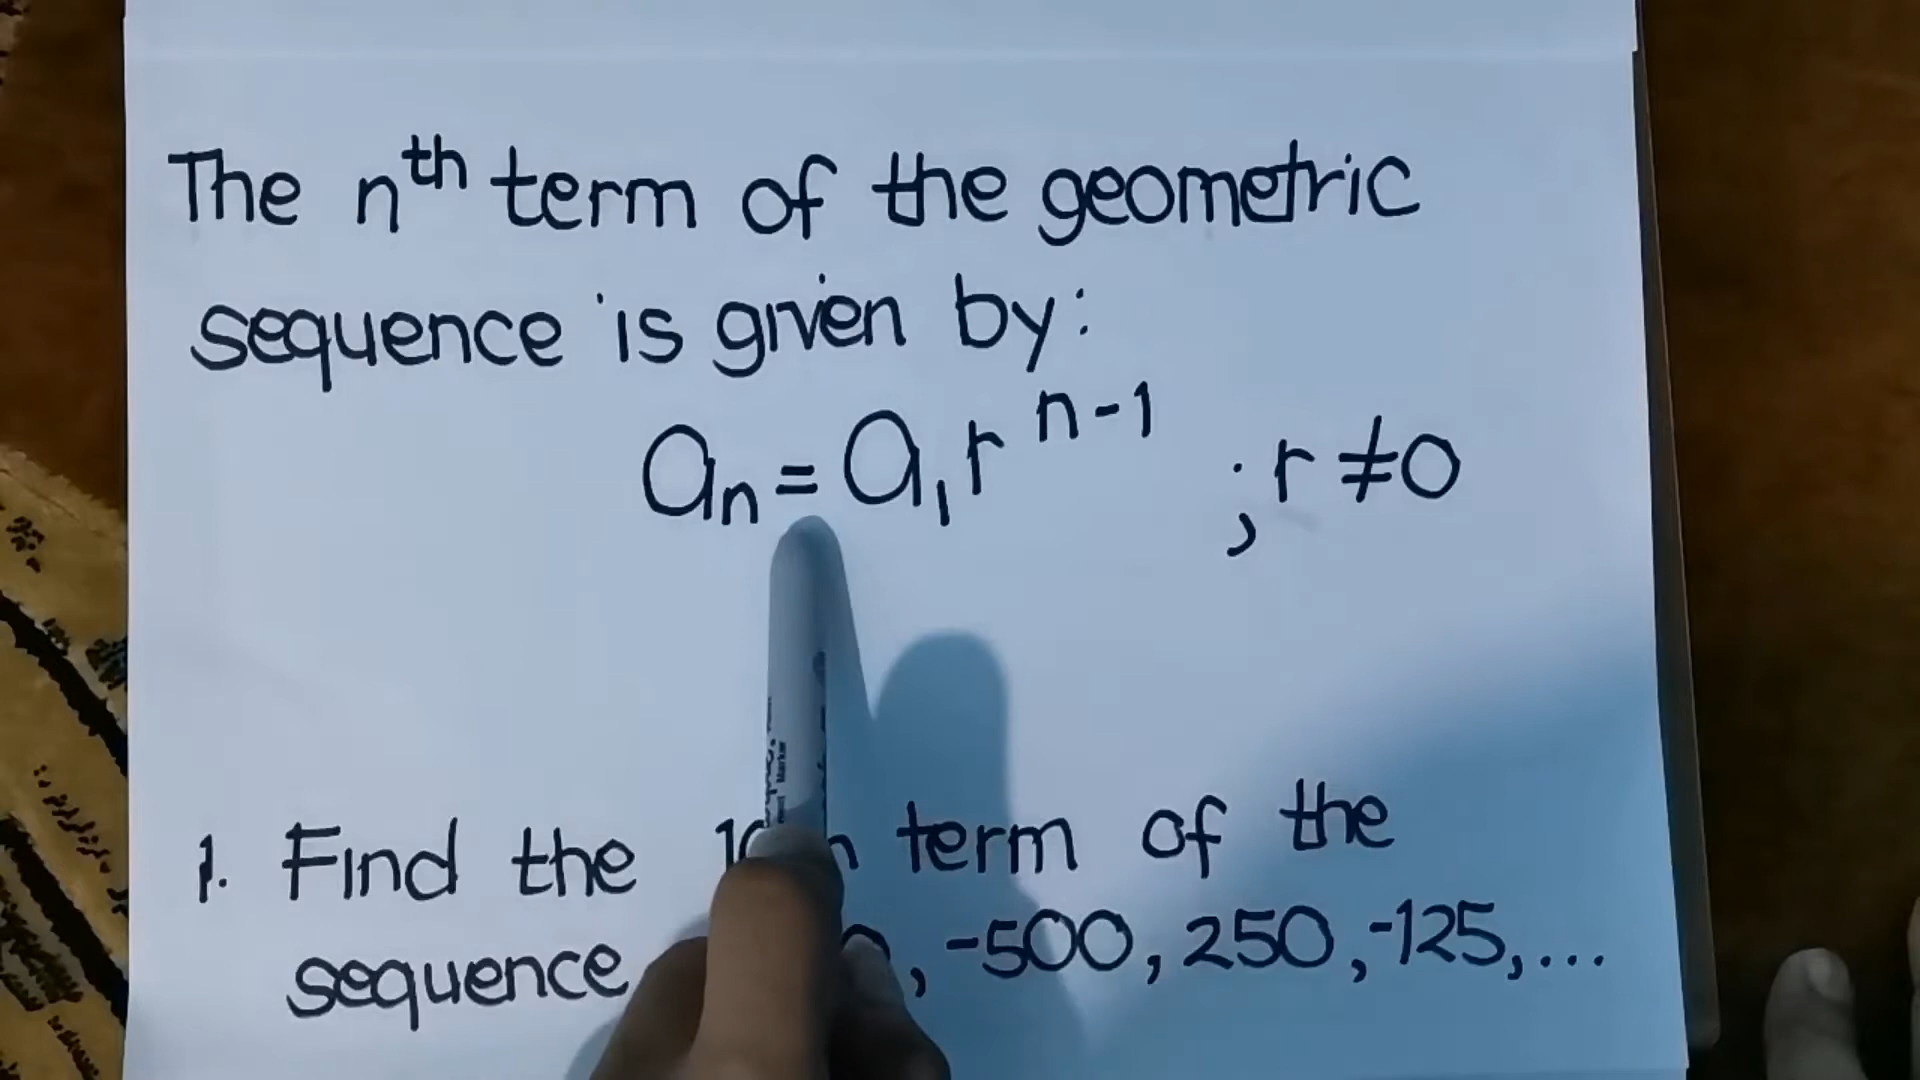 The nth term of the geometric
sequence is given by:
an = a1 r^n-1 ; r ≠ 0
1. Find the term of the
sequence , -500, 250, -125, ...
Marker